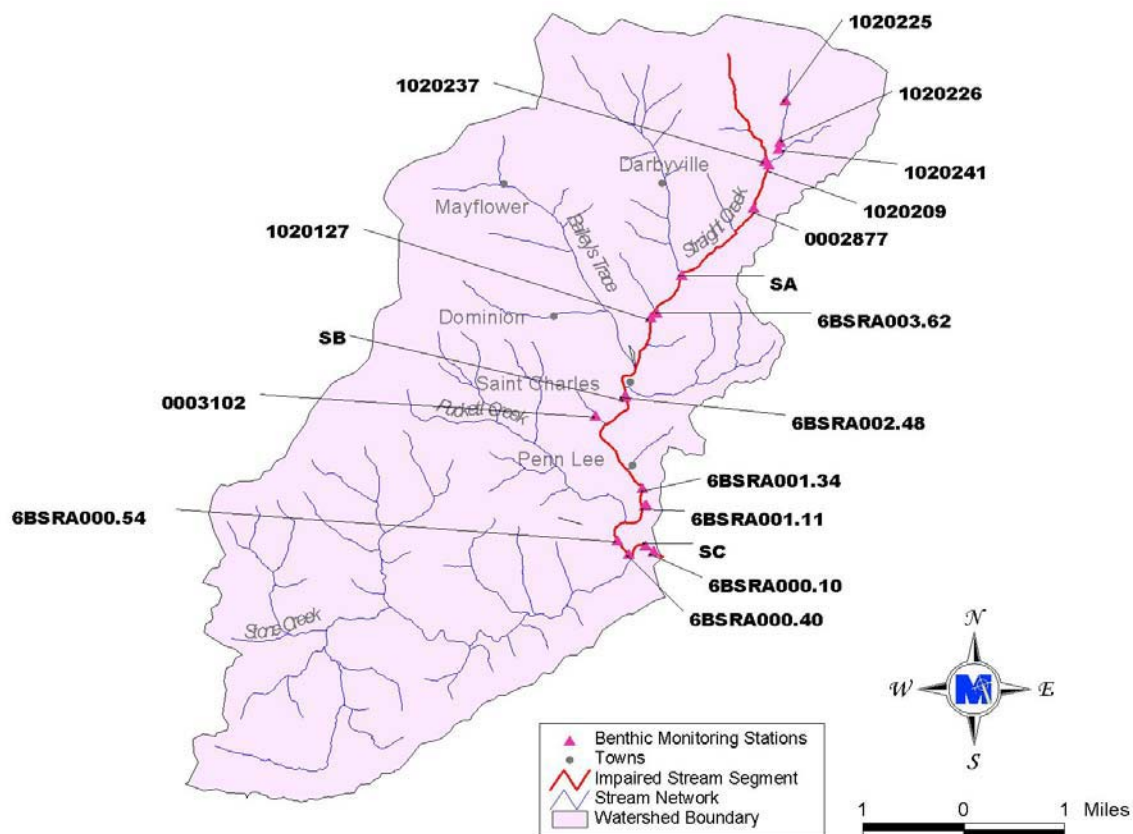 1020225
1020237
1020226
Darbyville
1020241
Mayflower
1020209
Straight Creek
1020127
Bailey's Trace
0002877
SA
Dominion
6BSRA003.62
SB
Saint Charles
0003102
Puckett Creek
6BSRA002.48
Penn Lee
6BSRA001.34
6BSRA000.54
6BSRA001.11
SC
6BSRA000.10
6BSRA000.40
Stone Creek
N
W
M
E
S
Benthic Monitoring Stations
Towns
Impaired Stream Segment
Stream Network
Watershed Boundary
1 0 1 Miles